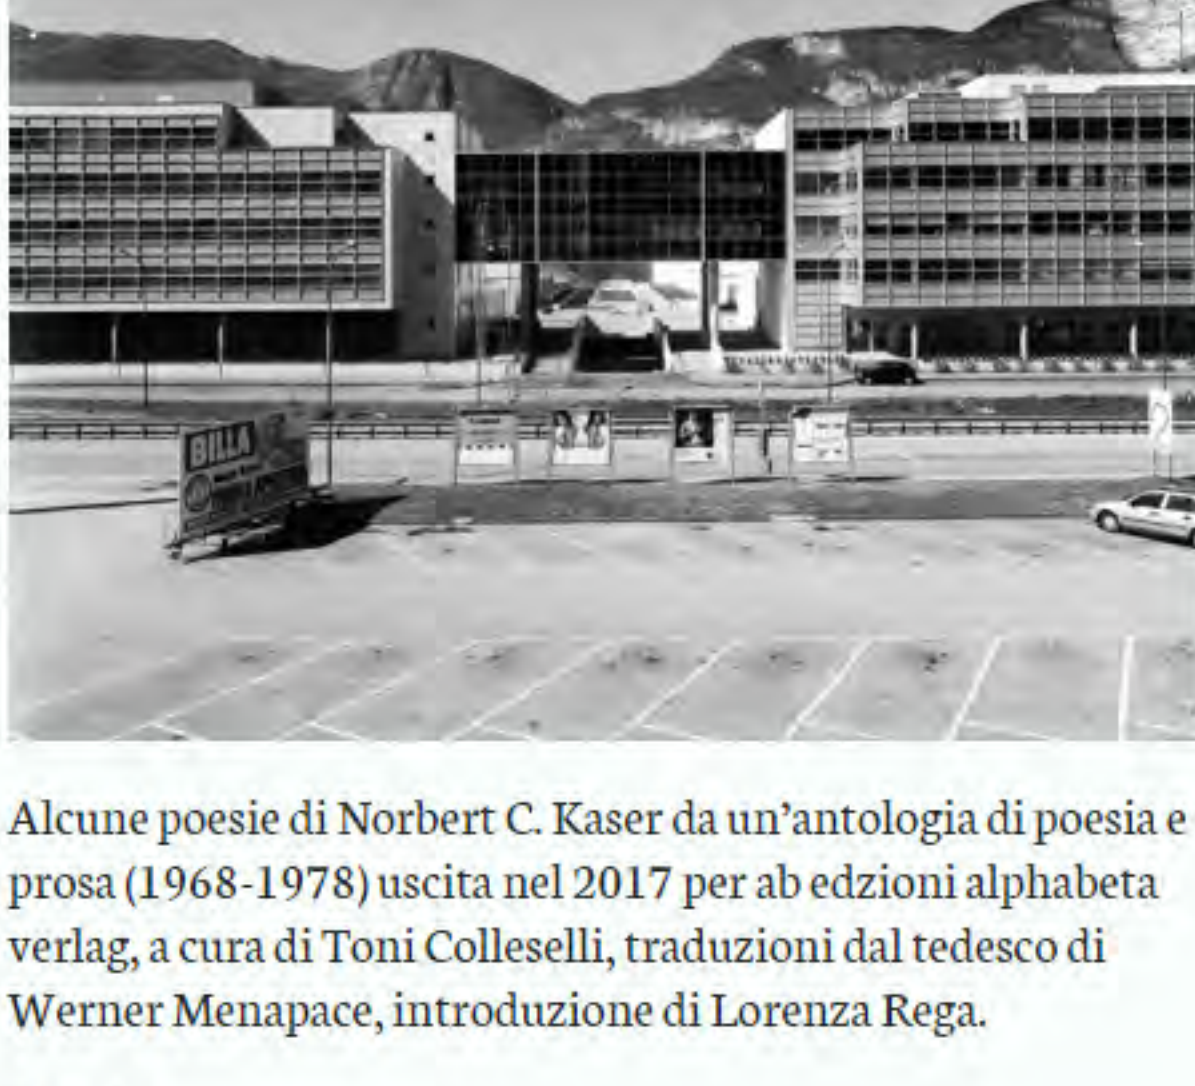 BILLA
Alcune poesie di Norbert C. Kaser da un’antologia di poesia e
prosa (1968-1978) uscita nel 2017 per ab edzioni alphabeta
verlag, a cura di Toni Colleselli, traduzioni dal tedesco di
Werner Menapace, introduzione di Lorenza Rega.